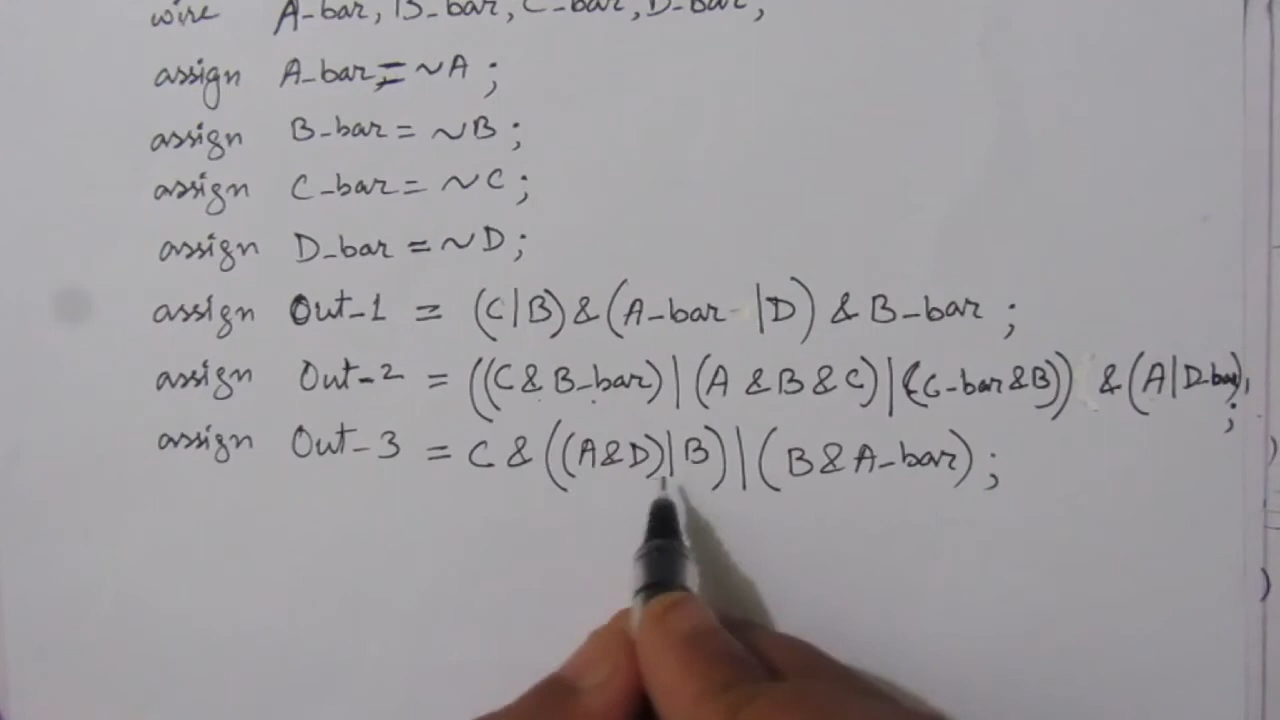 wire A_bar, B_bar, C_bar, D_bar,
assign A_bar = ~A ;
assign B_bar = ~B ;
assign C_bar = ~C ;
assign D_bar = ~D ;
assign Out_1 = (C|B) & (A_bar |D) & B_bar ;
assign Out_2 = ((C & B_bar) | (A & B & C) | (C_bar & B)) & (A | D_bar) ;
assign Out_3 = C & ((A&D)|B) | (B & A_bar) ;